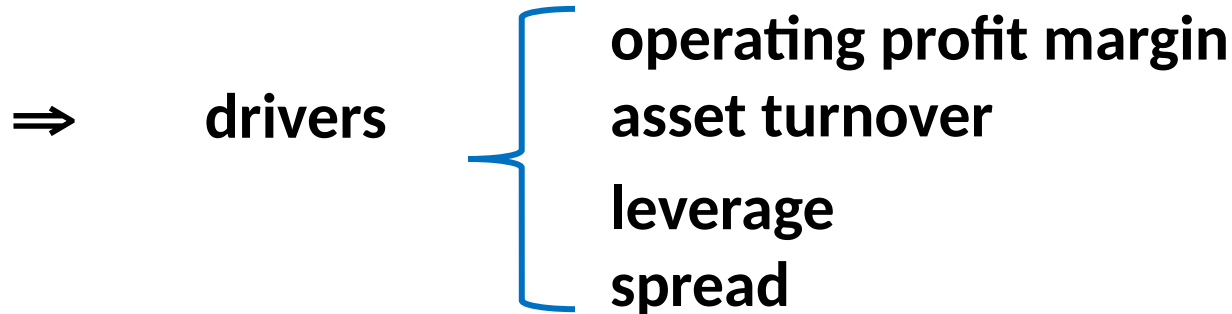 operating profit margin
⇒ drivers asset turnover
leverage
spread